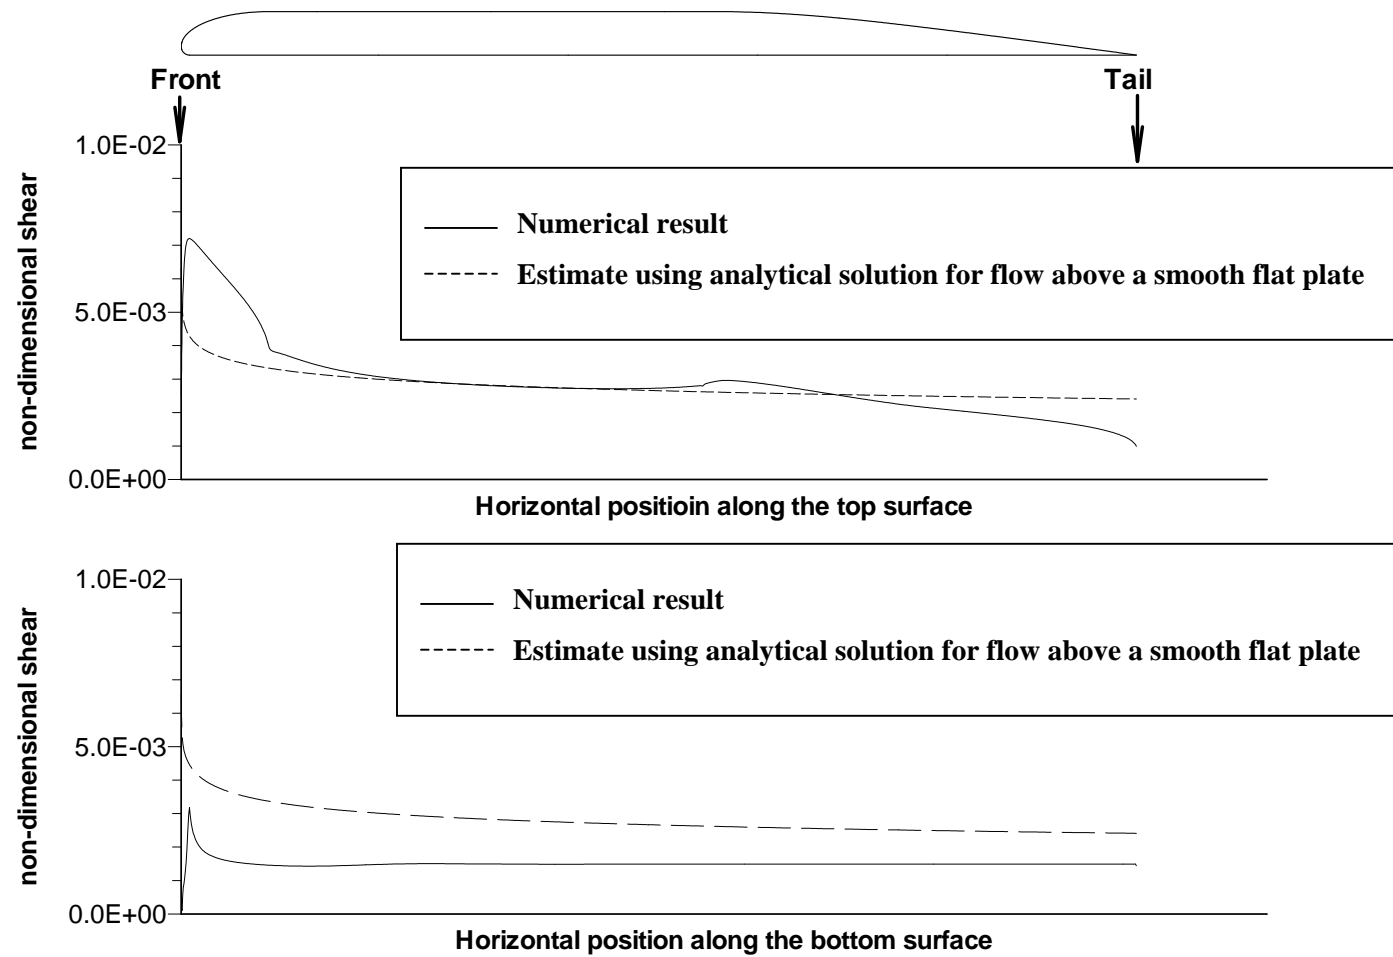 Front
Tail
1.0E-02
non-dimensional shear
Numerical result
Estimate using analytical solution for flow above a smooth flat plate
5.0E-03
0.0E+00
Horizontal positioin along the top surface
1.0E-02
non-dimensional shear
Numerical result
Estimate using analytical solution for flow above a smooth flat plate
5.0E-03
0.0E+00
Horizontal position along the bottom surface